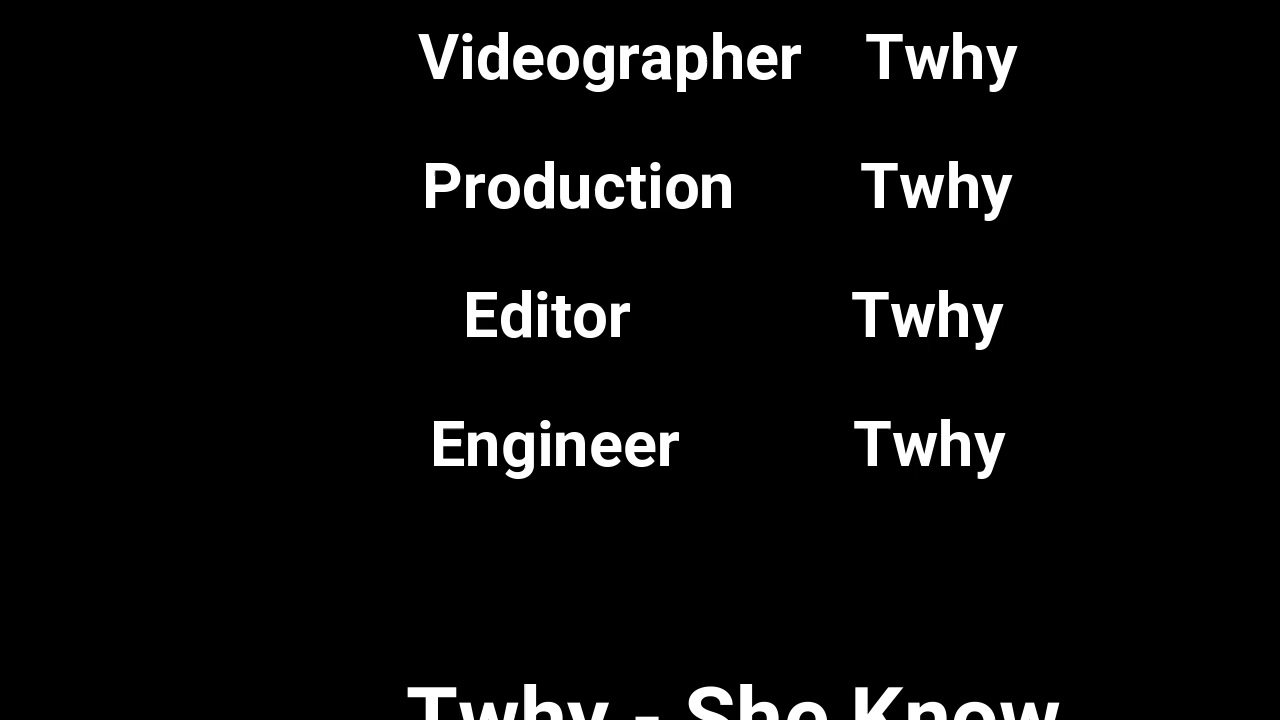 Videographer Twhy
Production Twhy
Editor Twhy
Engineer Twhy
Twhy - She Know